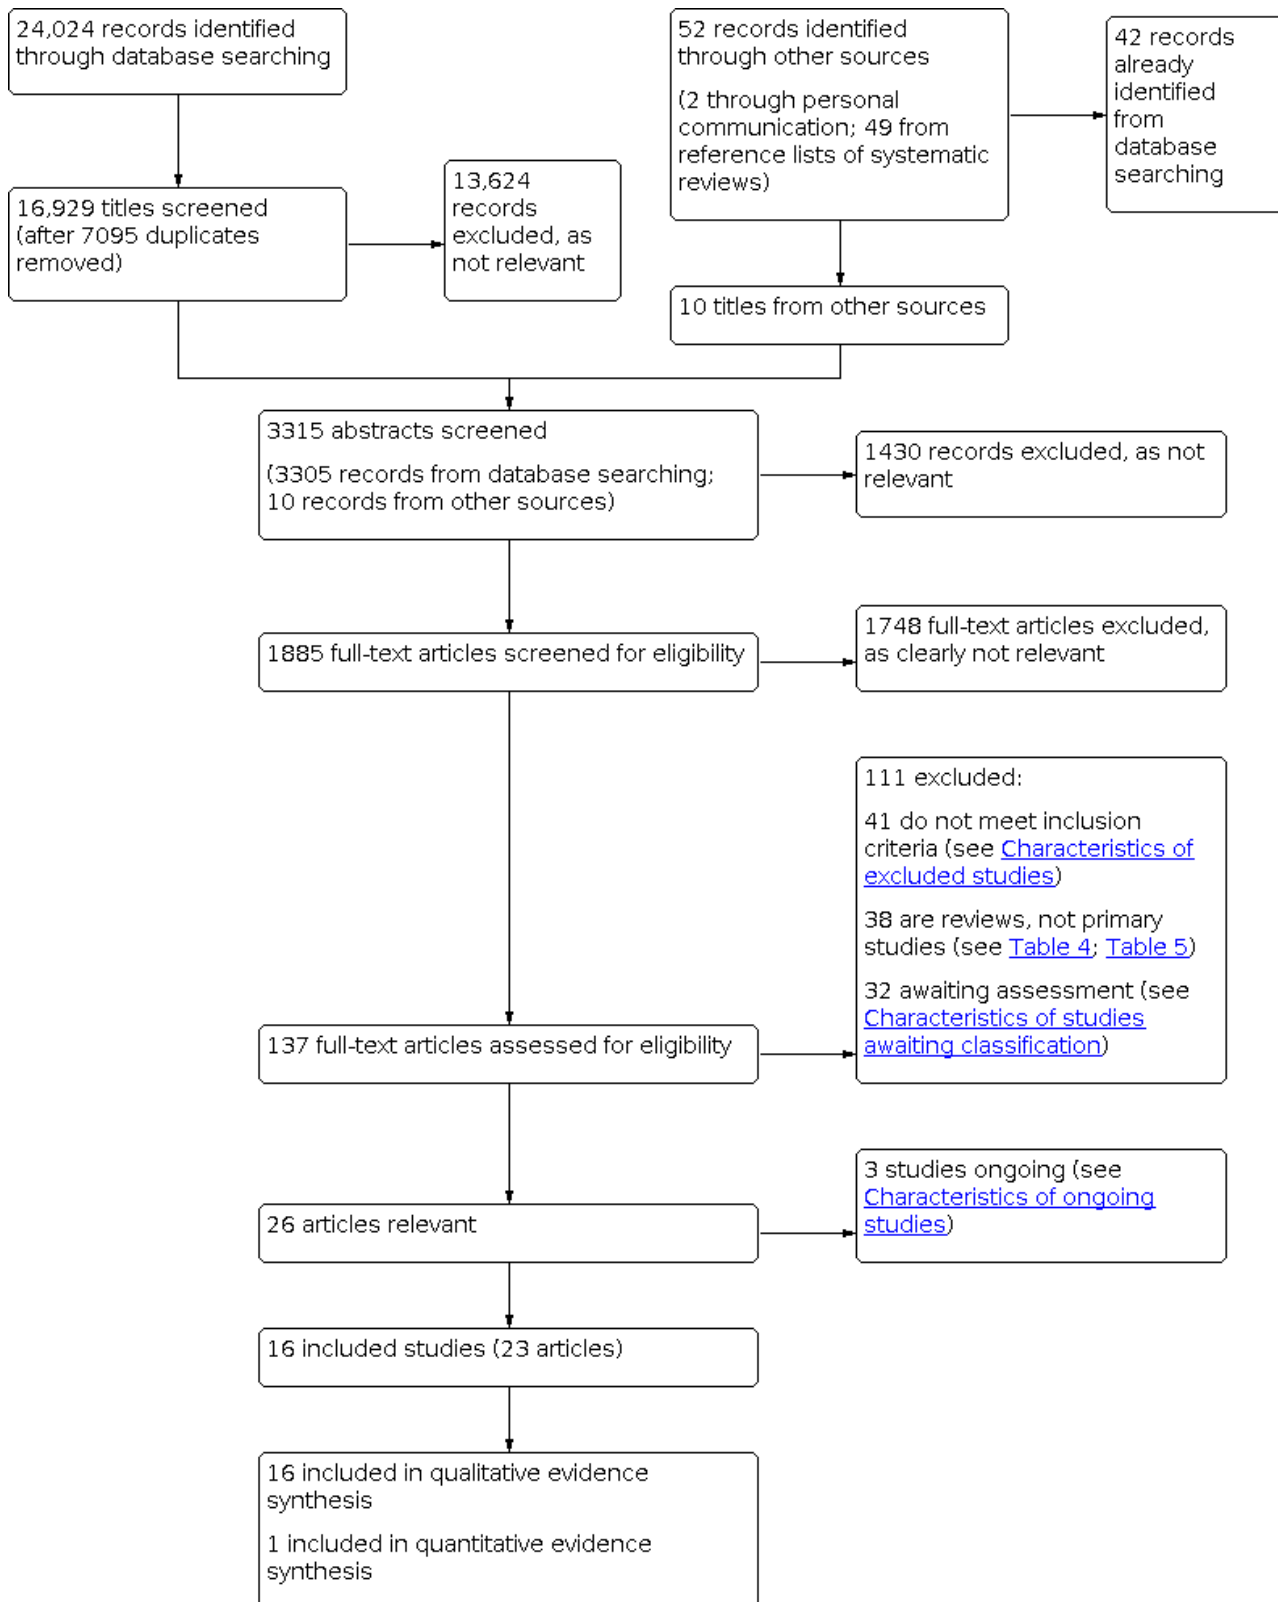 24,024 records identified
through database searching
52 records identified
through other sources
(2 through personal
communication; 49 from
reference lists of systematic
reviews)
42 records
already
identified
from
database
searching
16,929 titles screened
(after 7095 duplicates
removed)
13,624
records
excluded, as
not relevant
10 titles from other sources
3315 abstracts screened
(3305 records from database searching;
10 records from other sources)
1430 records excluded, as not
relevant
1885 full-text articles screened for eligibility
1748 full-text articles excluded,
as clearly not relevant
111 excluded:
41 do not meet inclusion
criteria (see Characteristics of
excluded studies)
38 are reviews, not primary
studies (see Table 4; Table 5)
32 awaiting assessment (see
Characteristics of studies
awaiting classification)
137 full-text articles assessed for eligibility
3 studies ongoing (see
Characteristics of ongoing
studies)
26 articles relevant
16 included studies (23 articles)
16 included in qualitative evidence
synthesis
1 included in quantitative evidence
synthesis